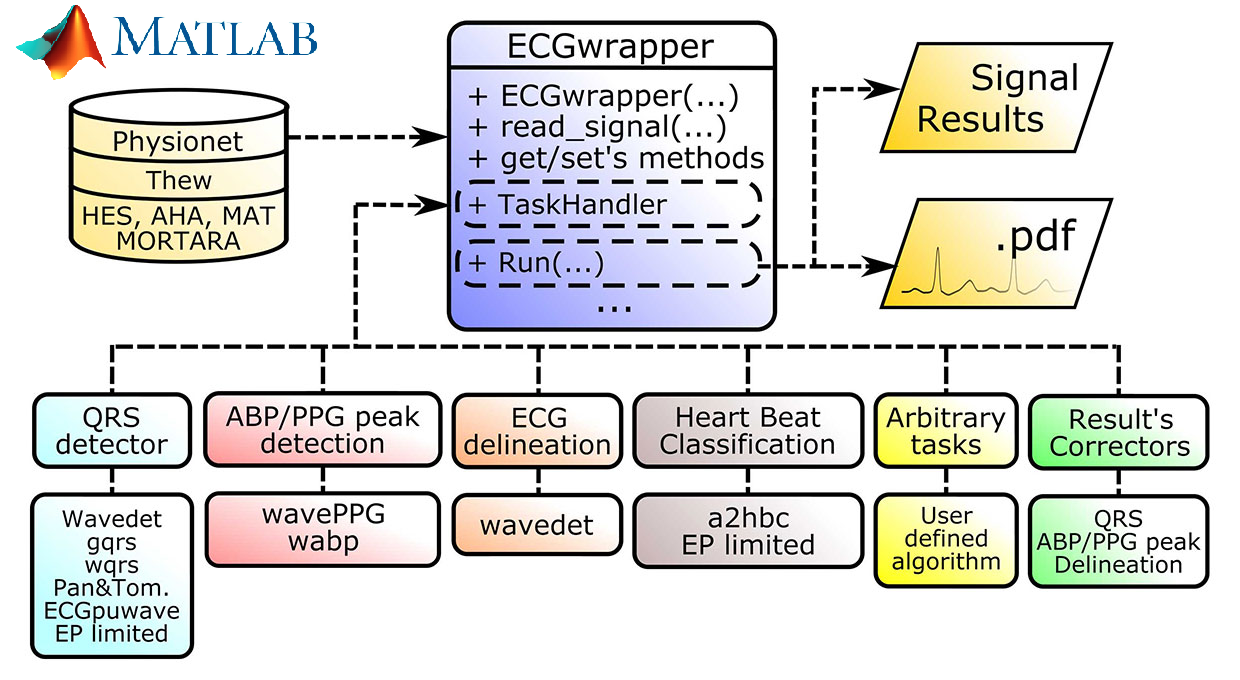 MATLAB
Physionet
Thew
HES, AHA, MAT
MORTARA
ECGwrapper
+ ECGwrapper(...)
+ read_signal(...)
+ get/set's methods
+ TaskHandler
+ Run(...)
...
Signal
Results
.pdf
QRS
detector
ABP/PPG peak
detection
ECG
delineation
Heart Beat
Classification
Arbitrary
tasks
Result's
Correctors
Wavedet
gqrs
wqrs
Pan&Tom.
ECGpuwave
EP limited
wavePPG
wabp
wavedet
a2hbc
EP limited
User
defined
algorithm
QRS
ABP/PPG peak
Delineation